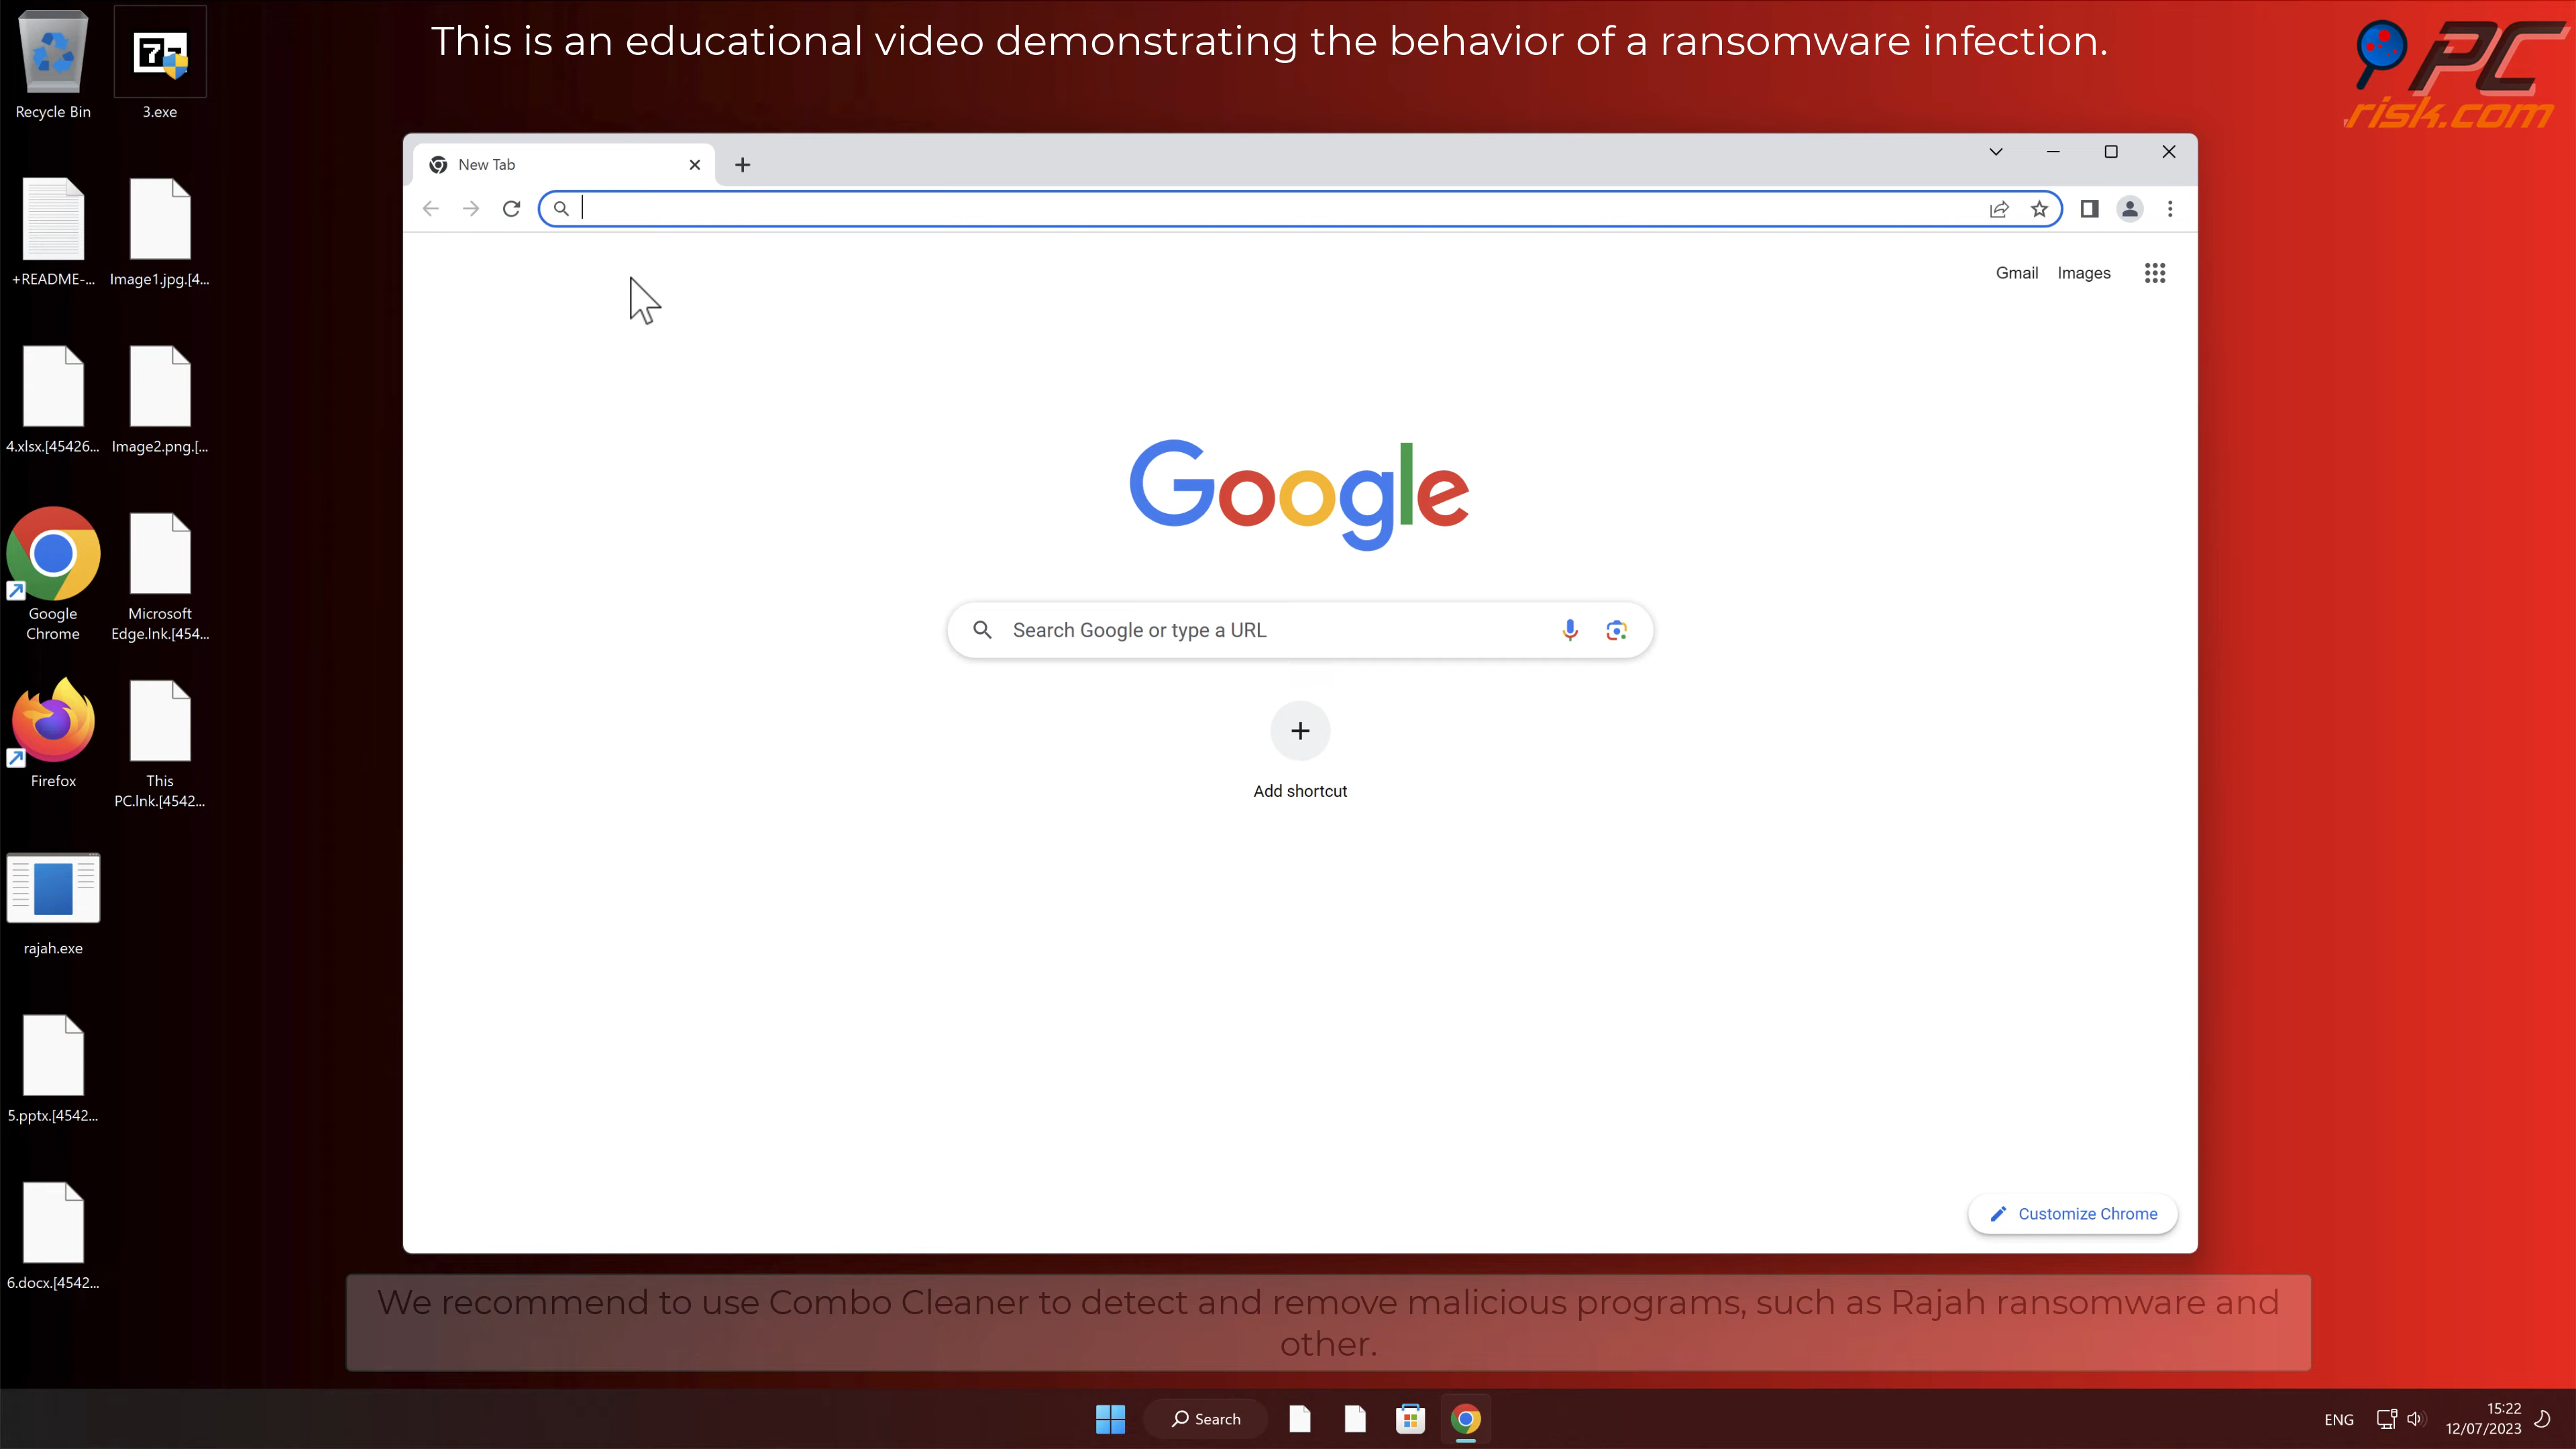 This is an educational video demonstrating the behavior of a ransomware infection.
PC
risk.com
Recycle Bin
3.exe
+README-...
Image1.jpg.[4...
4.xlsx.[45426...
Image2.png.[...
Google
Chrome
Microsoft
Edge.lnk.[454...
Firefox
This
PC.lnk.[4542...
rajah.exe
5.pptx.[4542...
6.docx.[4542...
New Tab
Gmail Images
Google
Search Google or type a URL
Add shortcut
Customize Chrome
We recommend to use Combo Cleaner to detect and remove malicious programs, such as Rajah ransomware and
other.
Search
ENG
15:22
12/07/2023